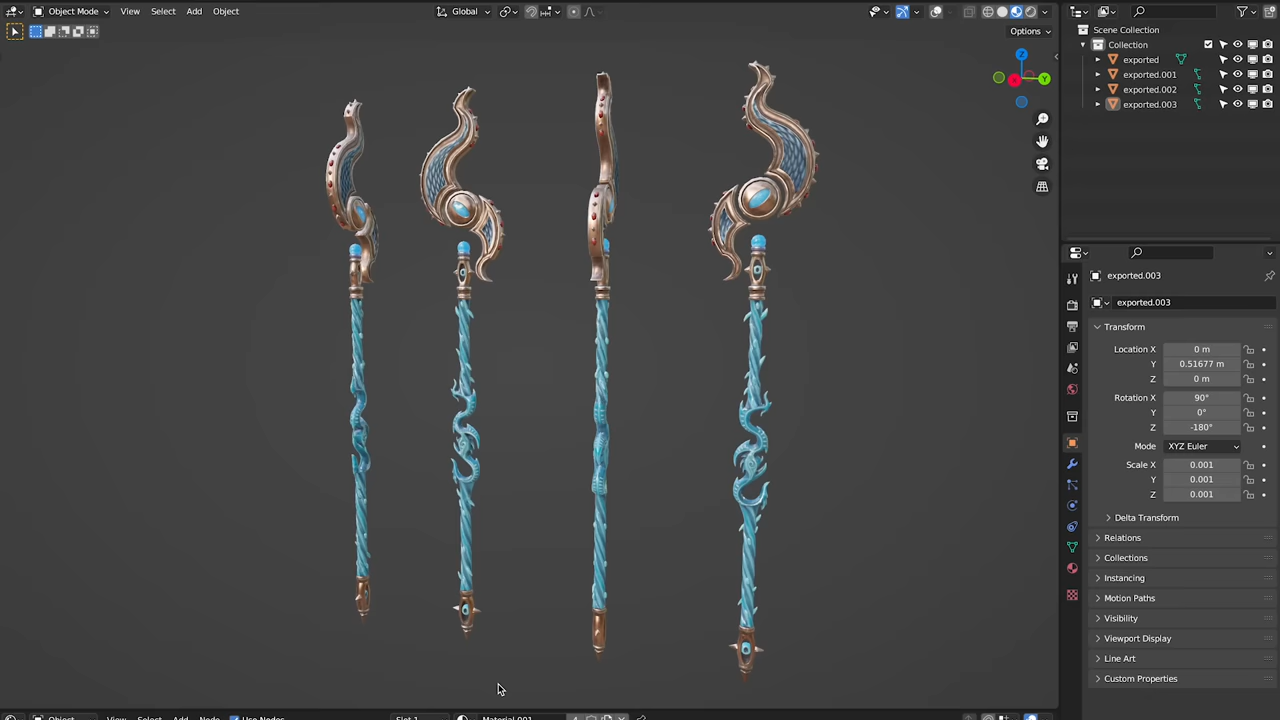 Object Mode View Select Add Object Global
Options
Z
X
Y
Scene Collection
Collection
exported
exported.001
exported.002
exported.003
exported.003
exported.003
Transform
Location X 0 m
Y 0.51677 m
Z 0 m
Rotation X 90°
Y 0°
Z -180°
Mode XYZ Euler
Scale X 0.001
Y 0.001
Z 0.001
Delta Transform
Relations
Collections
Instancing
Motion Paths
Visibility
Viewport Display
Line Art
Custom Properties
Object View Select Add Node Use Nodes Slot 1 Material.001 4